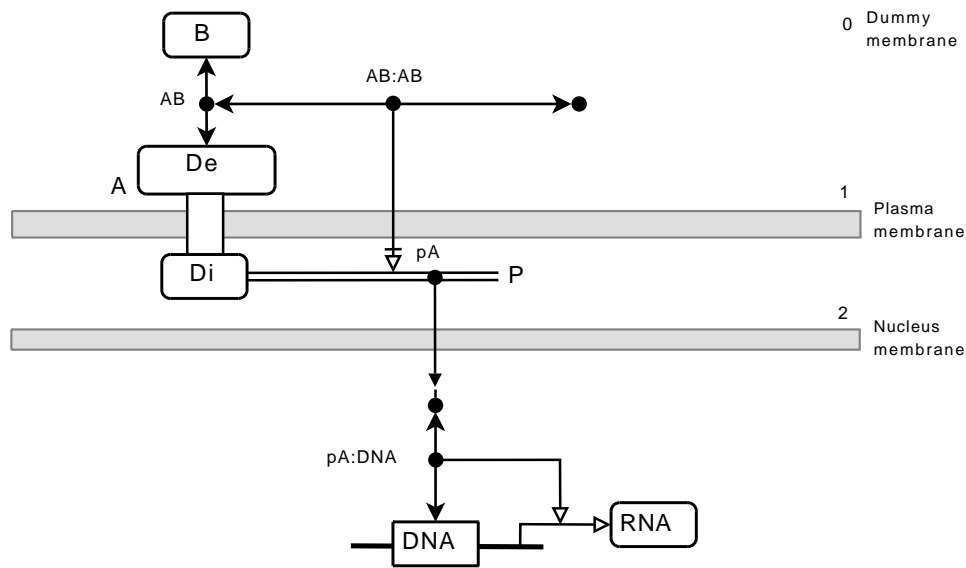 B
0 Dummy
membrane
AB:AB
AB
De
A
1
Plasma
membrane
pA
Di
P
2
Nucleus
membrane
pA:DNA
DNA
RNA